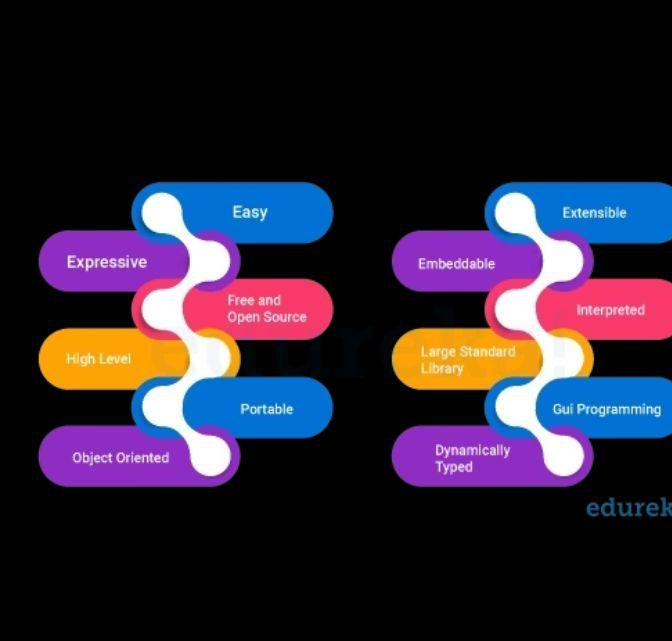 Easy
Expressive
Free and
Open Source
High Level
Portable
Object Oriented
Extensible
Embeddable
Interpreted
Large Standard
Library
Gui Programming
Dynamically
Typed
edurek